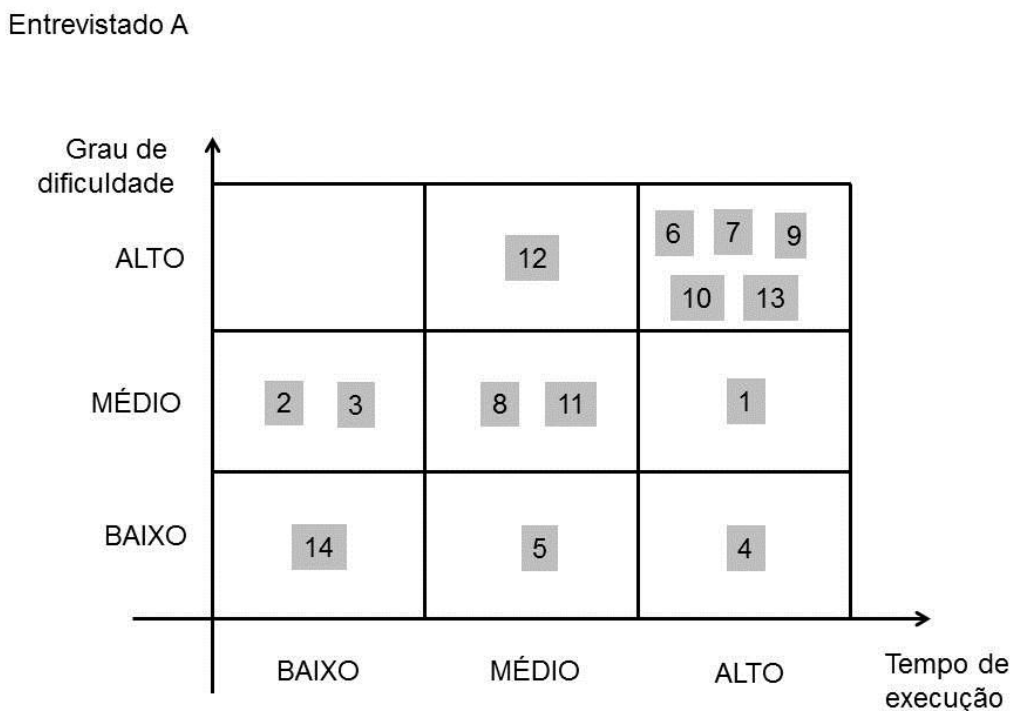 Entrevistado A
Grau de
dificuldade
ALTO
12
6 7 9
10 13
MÉDIO
2 3
8 11
1
BAIXO
14
5
4
BAIXO
MÉDIO
ALTO
Tempo de
execução